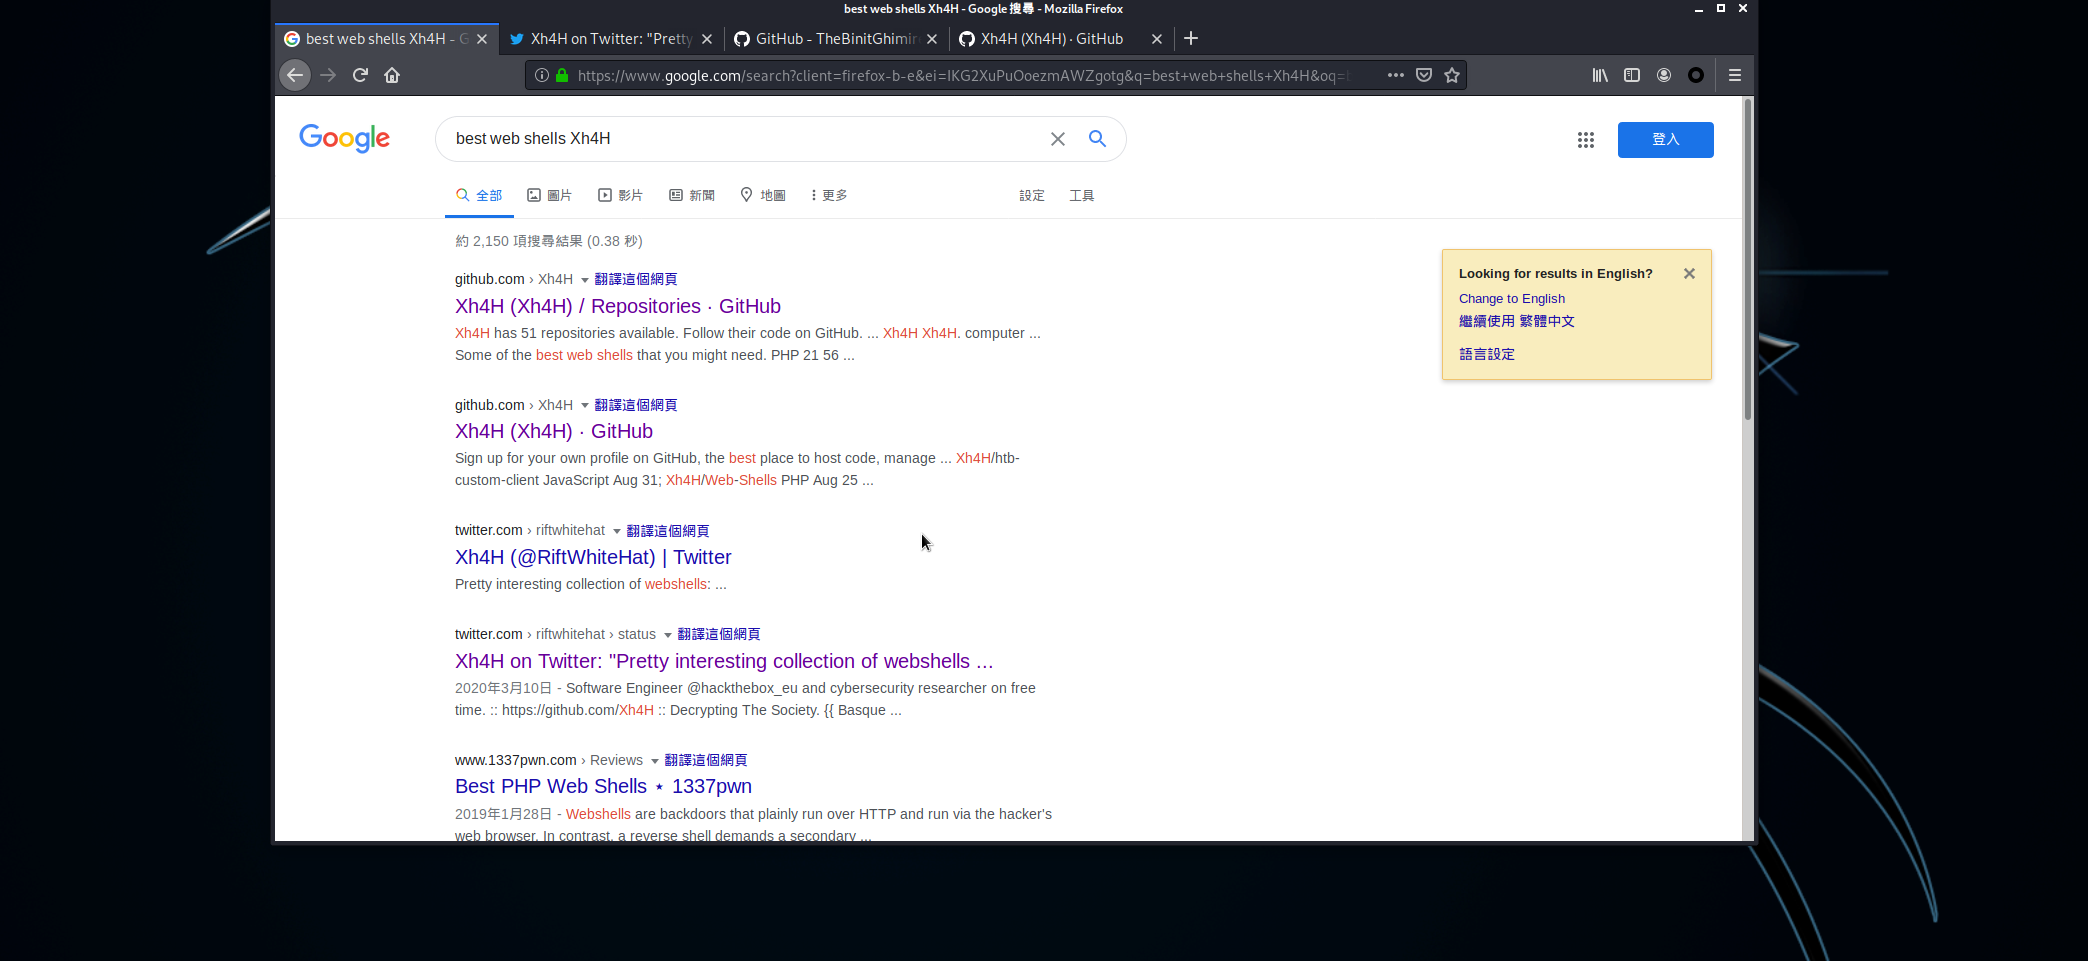 best web shells Xh4H - Google 搜尋 - Mozilla Firefox
best web shells Xh4H - G
Xh4H on Twitter: "Pretty
GitHub - TheBinitGhimir
Xh4H (Xh4H) · GitHub
https://www.google.com/search?client=firefox-b-e&ei=IKG2XuPuOoezmAWZgotg&q=best+web+shells+Xh4H&oq=
Google
best web shells Xh4H
登入
全部 圖片 影片 新聞 地圖 更多 設定 工具
約 2,150 項搜尋結果 (0.38 秒)
github.com › Xh4H 翻譯這個網頁
Xh4H (Xh4H) / Repositories · GitHub
Xh4H has 51 repositories available. Follow their code on GitHub. ... Xh4H Xh4H. computer ...
Some of the best web shells that you might need. PHP 21 56 ...
github.com › Xh4H 翻譯這個網頁
Xh4H (Xh4H) · GitHub
Sign up for your own profile on GitHub, the best place to host code, manage ... Xh4H/htb-
custom-client JavaScript Aug 31; Xh4H/Web-Shells PHP Aug 25 ...
twitter.com › riftwhitehat 翻譯這個網頁
Xh4H (@RiftWhiteHat) | Twitter
Pretty interesting collection of webshells: ...
twitter.com › riftwhitehat › status 翻譯這個網頁
Xh4H on Twitter: "Pretty interesting collection of webshells ...
2020年3月10日 - Software Engineer @hackthebox_eu and cybersecurity researcher on free
time. :: https://github.com/Xh4H :: Decrypting The Society. {{ Basque ...
www.1337pwn.com › Reviews 翻譯這個網頁
Best PHP Web Shells ⋆ 1337pwn
2019年1月28日 - Webshells are backdoors that plainly run over HTTP and run via the hacker's
web browser. In contrast, a reverse shell demands a secondary ...
Looking for results in English?
Change to English
繼續使用 繁體中文
語言設定